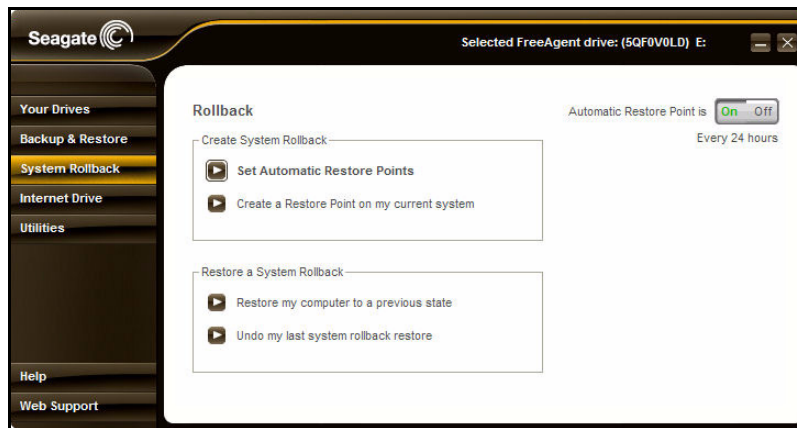 Seagate
Selected FreeAgent drive: (5QF0V0LD) E:
Your Drives
Backup & Restore
System Rollback
Internet Drive
Utilities
Help
Web Support
Rollback
Automatic Restore Point is On Off
Every 24 hours
Create System Rollback
Set Automatic Restore Points
Create a Restore Point on my current system
Restore a System Rollback
Restore my computer to a previous state
Undo my last system rollback restore